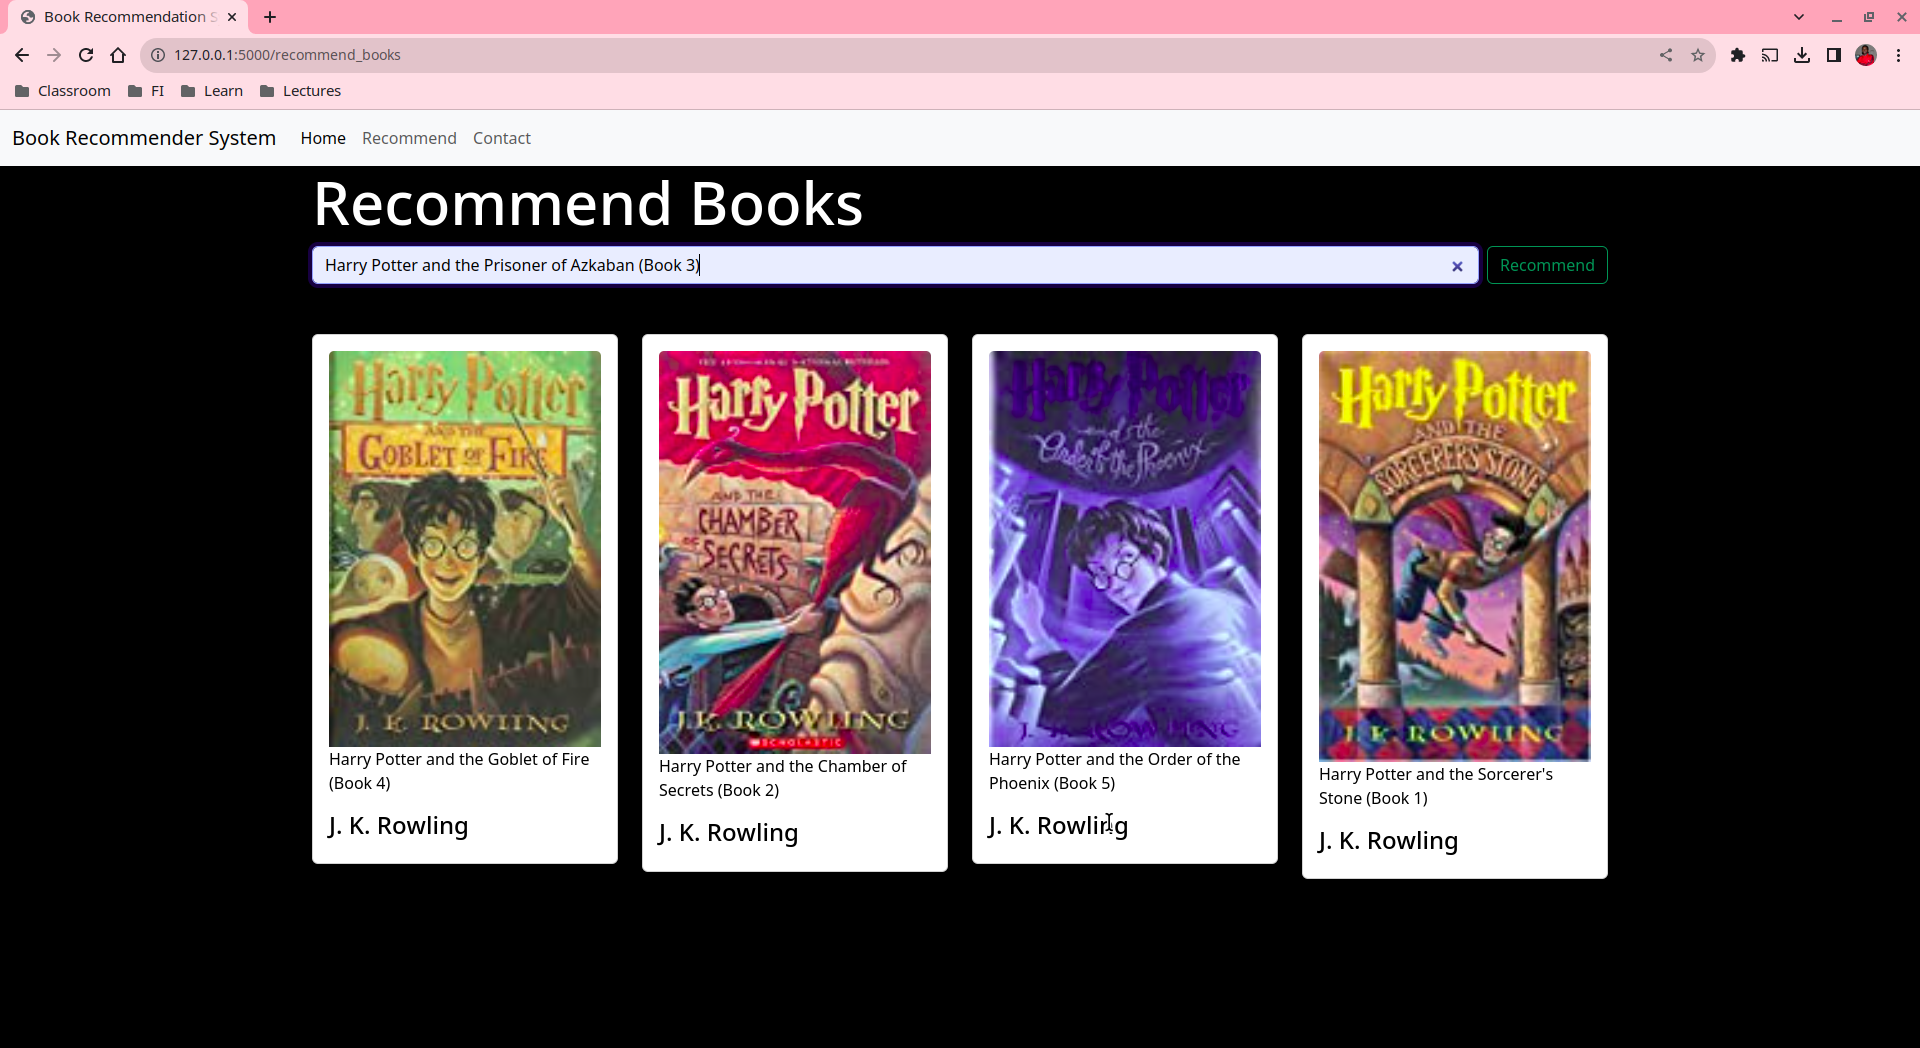 Book Recommendation S
127.0.0.1:5000/recommend_books
Classroom FI Learn Lectures
Book Recommender System Home Recommend Contact
Recommend Books
Harry Potter and the Prisoner of Azkaban (Book 3)
Recommend
Harry Potter
AND THE
GOBLET OF FIRE
J. K. ROWLING
Harry Potter and the Goblet of Fire
(Book 4)
J. K. Rowling
Harry Potter
AND THE
CHAMBER
OF
SECRETS
J.K. ROWLING
SCHOLASTIC
Harry Potter and the Chamber of
Secrets (Book 2)
J. K. Rowling
Harry Potter
and the
Order of the Phoenix
J. K. ROWLING
Harry Potter and the Order of the
Phoenix (Book 5)
J. K. Rowling
Harry Potter
AND THE
SORCERER'S STONE
J. K. ROWLING
Harry Potter and the Sorcerer's
Stone (Book 1)
J. K. Rowling